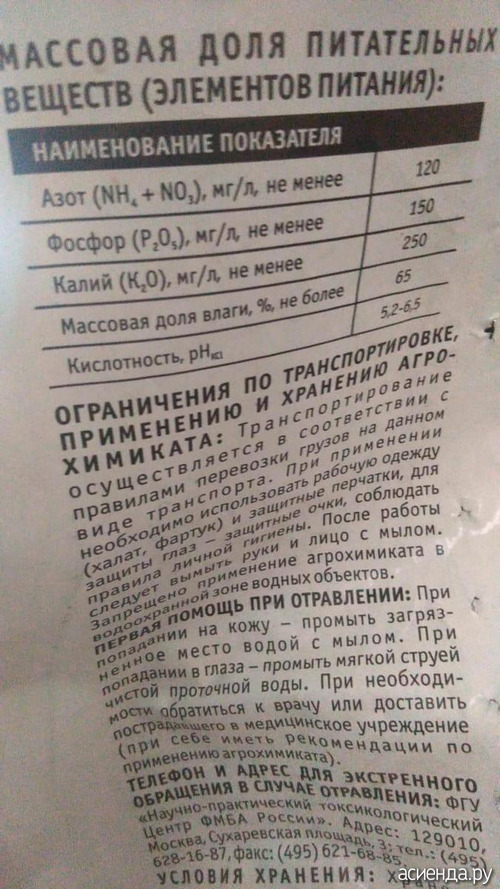 МАССОВАЯ ДОЛЯ ПИТАТЕЛЬНЫХ
ВЕЩЕСТВ (ЭЛЕМЕНТОВ ПИТАНИЯ):
НАИМЕНОВАНИЕ ПОКАЗАТЕЛЯ
Азот (NH₄ + NO₃), мг/л, не менее 120
Фосфор (P₂O₅), мг/л, не менее 150
Калий (K₂O), мг/л, не менее 250
Массовая доля влаги, %, не более 65
Кислотность, pHKCl 5,2-6,5
ОГРАНИЧЕНИЯ ПО ТРАНСПОРТИРОВКЕ,
ПРИМЕНЕНИЮ И ХРАНЕНИЮ АГРО-
ХИМИКАТА: Транспортирование
осуществляется в соответствии с
правилами перевозки грузов на данном
виде транспорта. При применении
необходимо использовать рабочую одежду
(халат, фартук) и защитные перчатки, для
защиты глаз – защитные очки, соблюдать
правила личной гигиены. После работы
следует вымыть руки и лицо с мылом.
Запрещено применение агрохимиката в
водоохранной зоне водных объектов.
ПЕРВАЯ ПОМОЩЬ ПРИ ОТРАВЛЕНИИ: При
попадании на кожу – промыть загряз-
ненное место водой с мылом. При
попадании в глаза – промыть мягкой струей
чистой проточной воды. При необходи-
мости обратиться к врачу или доставить
пострадавшего в медицинское учреждение
(при себе иметь рекомендации по
применению агрохимиката).
ТЕЛЕФОН И АДРЕС ДЛЯ ЭКСТРЕННОГО
ОБРАЩЕНИЯ В СЛУЧАЕ ОТРАВЛЕНИЯ: ФГУ
«Научно-практический токсикологический
Центр ФМБА России». Адрес: 129010,
Москва, Сухаревская площадь, 3; тел.: (495)
628-16-87, факс: (495) 621-68-85.
УСЛОВИЯ ХРАНЕНИЯ:
асиенда.ру